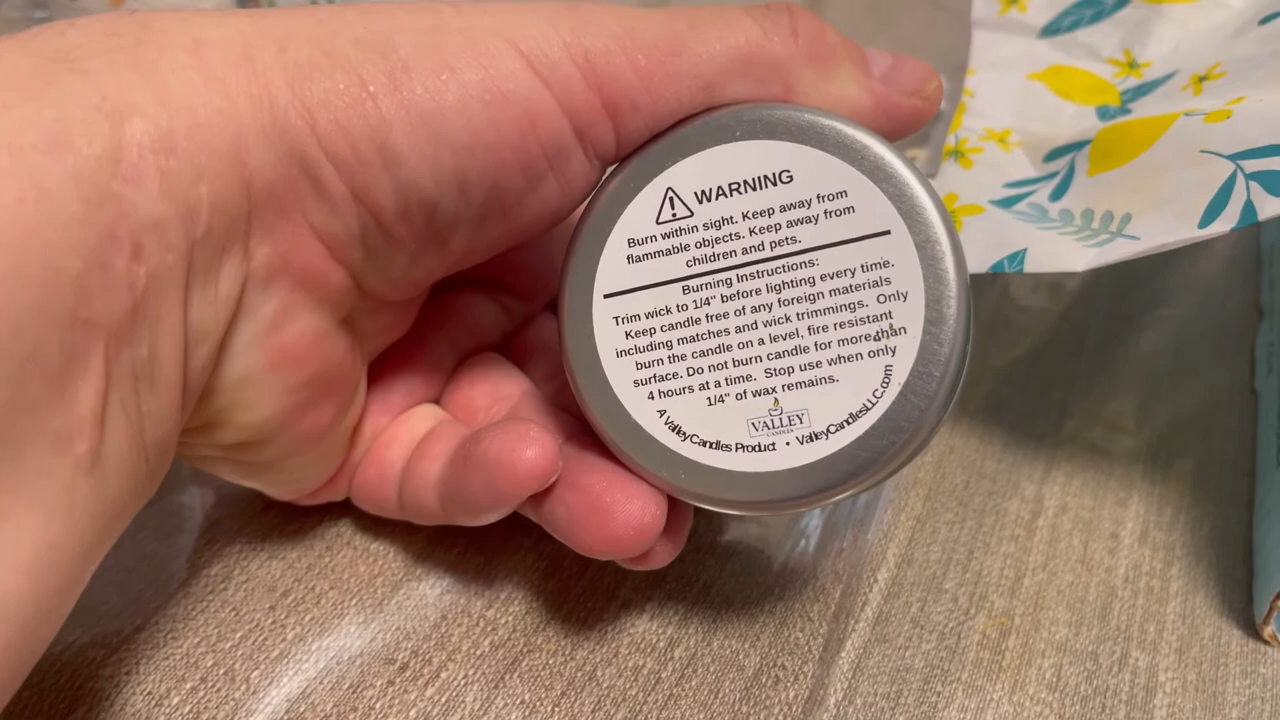 WARNING
Burn within sight. Keep away from
flammable objects. Keep away from
children and pets.
Burning Instructions:
Trim wick to 1/4" before lighting every time.
Keep candle free of any foreign materials
including matches and wick trimmings. Only
burn the candle on a level, fire resistant
surface. Do not burn candle for more than
4 hours at a time. Stop use when only
1/4" of wax remains.
VALLEY
CANDLES
A ValleyCandles Product • ValleyCandlesLLC.com